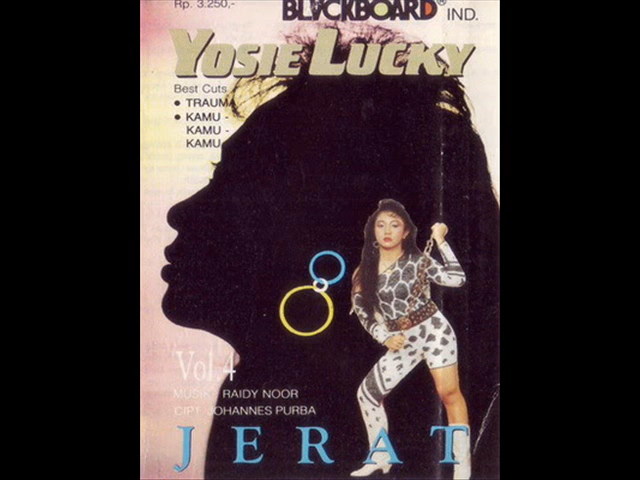 Rp. 3.250,-
BLACKBOARD® IND.
YOSIE LUCKY
Best Cuts
• TRAUMA
• KAMU -
KAMU -
KAMU
Vol. 4
MUSIK : RAIDY NOOR
CIPT. JOHANNES PURBA
JERAT